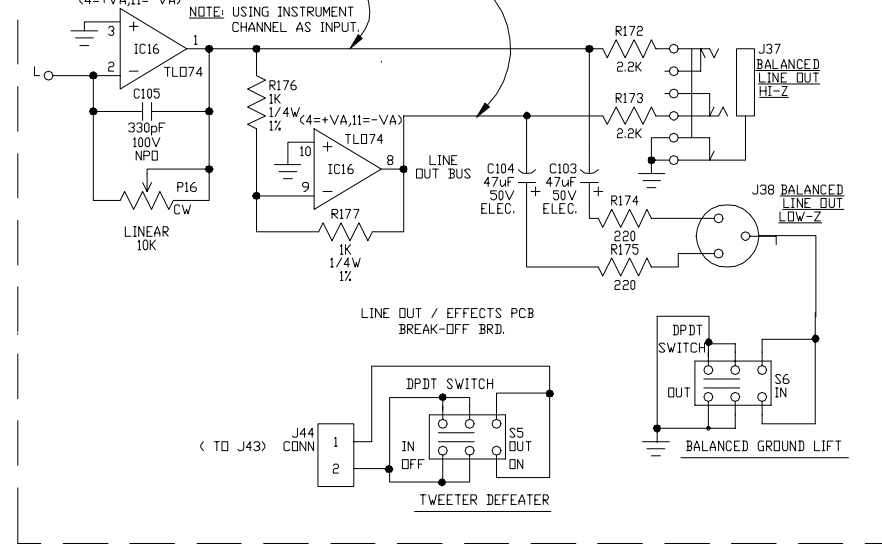 (4=+VA,11=-VA)
NOTE: USING INSTRUMENT
CHANNEL AS INPUT.
3
+
1
IC16
2
−
TL074
L
C105
330pF
100V
NPO
P16
CW
LINEAR
10K
R176
1K
1/4W
1%
(4=+VA,11=-VA)
TL074
10
+
8
IC16
9
−
LINE
OUT BUS
R177
1K
1/4W
1%
R172
2.2K
R173
2.2K
J37
BALANCED
LINE OUT
HI-Z
C104
47uF
50V
ELEC.
+
C103
47uF
50V
ELEC.
+
R174
220
R175
220
J38 BALANCED
LINE OUT
LOW-Z
LINE OUT / EFFECTS PCB
BREAK-OFF BRD.
DPDT
SWITCH
OUT
S6
IN
BALANCED GROUND LIFT
DPDT SWITCH
( TO J43)
J44
CONN
1
2
IN
OFF
S5
OUT
ON
TWEETER DEFEATER